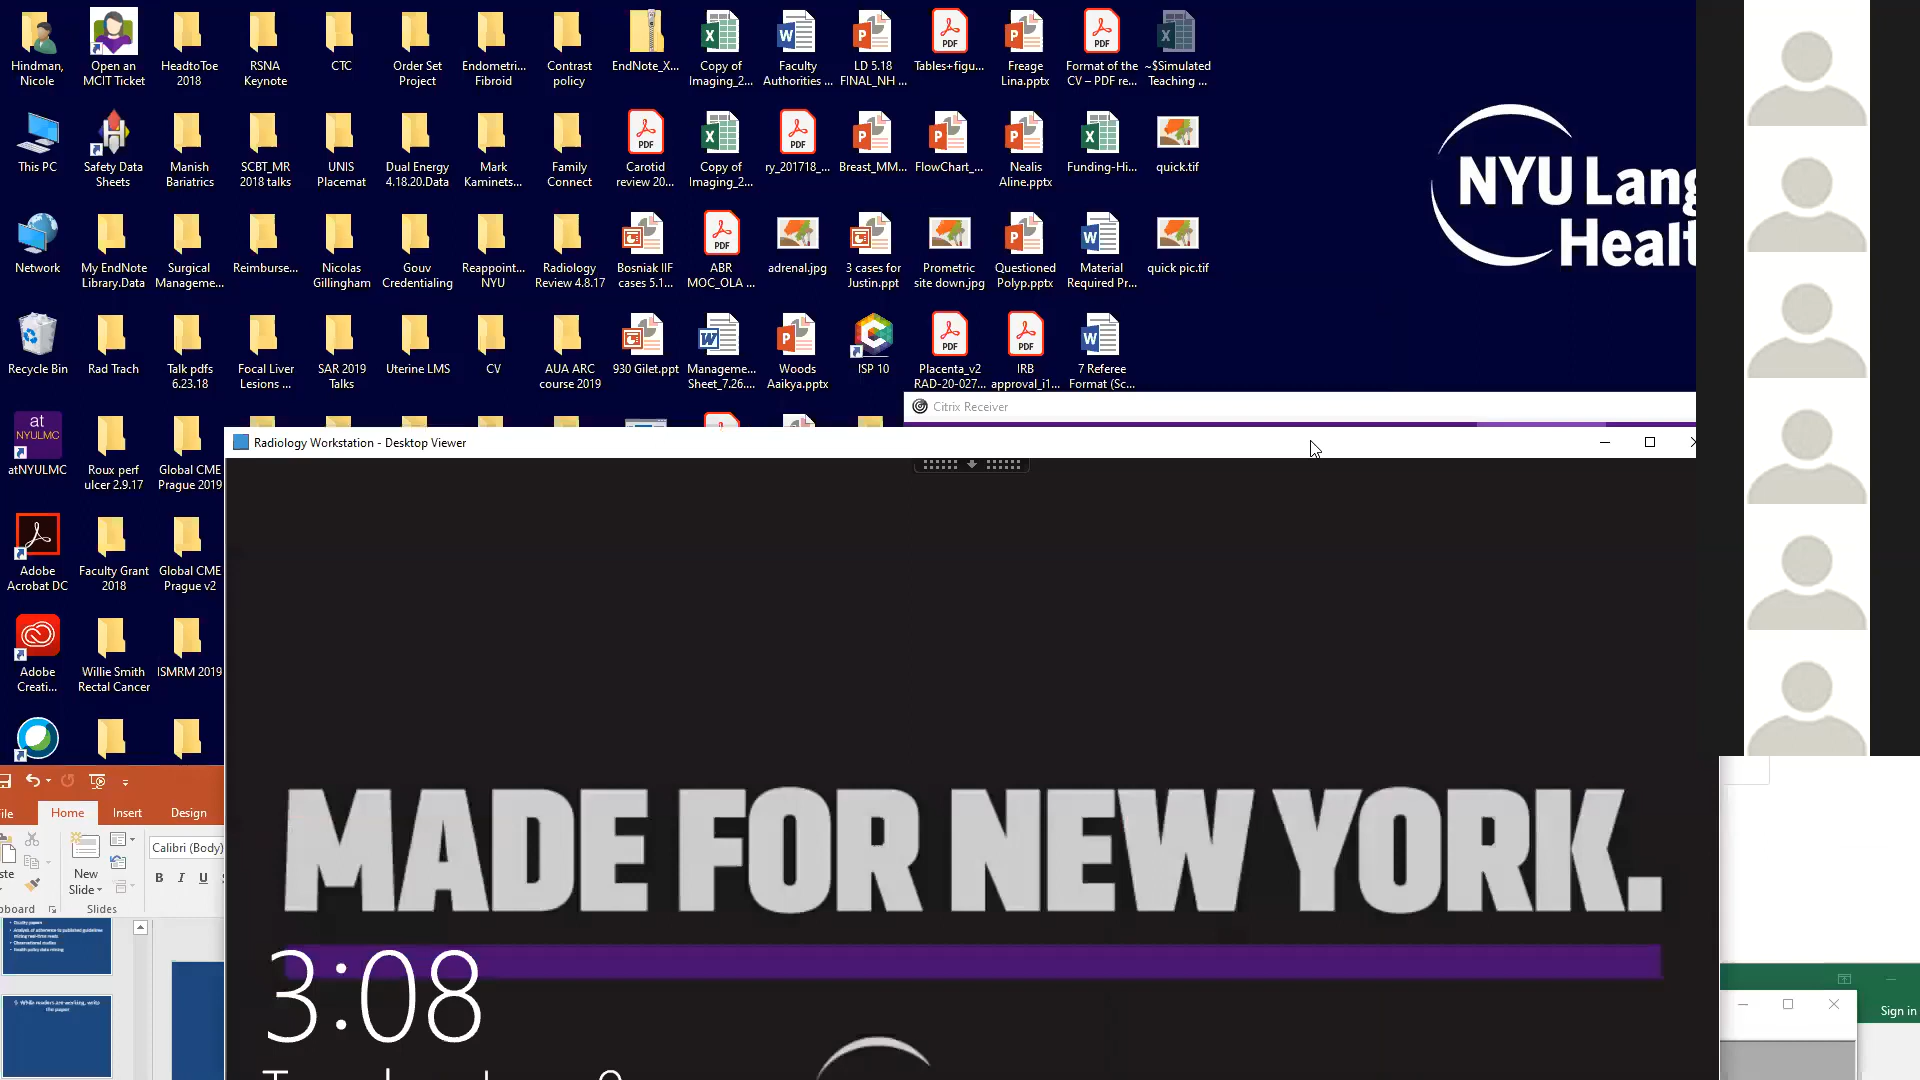 Hindman, Nicole
Open an MCIT Ticket
HeadtoToe 2018
RSNA Keynote
CTC
Order Set Project
Endometri... Fibroid
Contrast policy
EndNote_X...
Copy of Imaging_2...
Faculty Authorities ...
LD 5.18 FINAL_NH ...
Tables+figu...
Freage Lina.pptx
Format of the CV – PDF re...
~$Simulated Teaching ...
This PC
Safety Data Sheets
Manish Bariatrics
SCBT_MR 2018 talks
UNIS Placemat
Dual Energy 4.18.20.Data
Mark Kaminets...
Family Connect
Carotid review 20...
Copy of Imaging_2...
ry_201718_...
Breast_MM...
FlowChart_...
Nealis Aline.pptx
Funding-Hi...
quick.tif
NYU Lang
Healt
Network
My EndNote Library.Data
Surgical Manageme...
Reimburse...
Nicolas Gillingham
Gouv Credentialing
Reappoint... NYU
Radiology Review 4.8.17
Bosniak IIF cases 5.1...
ABR MOC_OLA ...
adrenal.jpg
3 cases for Justin.ppt
Prometric site down.jpg
Questioned Polyp.pptx
Material Required Pr...
quick pic.tif
Recycle Bin
Rad Trach
Talk pdfs 6.23.18
Focal Liver Lesions ...
SAR 2019 Talks
Uterine LMS
CV
AUA ARC course 2019
930 Gilet.ppt
Manageme... Sheet_7.26....
Woods Aaikya.pptx
ISP 10
Placenta_v2 RAD-20-027...
IRB approval_i1...
7 Referee Format (Sc...
Citrix Receiver
Radiology Workstation - Desktop Viewer
at NYULMC
atNYULMC
Roux perf ulcer 2.9.17
Global CME Prague 2019
Adobe Acrobat DC
Faculty Grant 2018
Global CME Prague v2
Adobe Creati...
Willie Smith Rectal Cancer
ISMRM 2019
MADE FOR NEW YORK.
3:08
ile
Home
Insert
Design
Calibri (Body)
ste
New Slide
B I U
board
Slides
Sign in